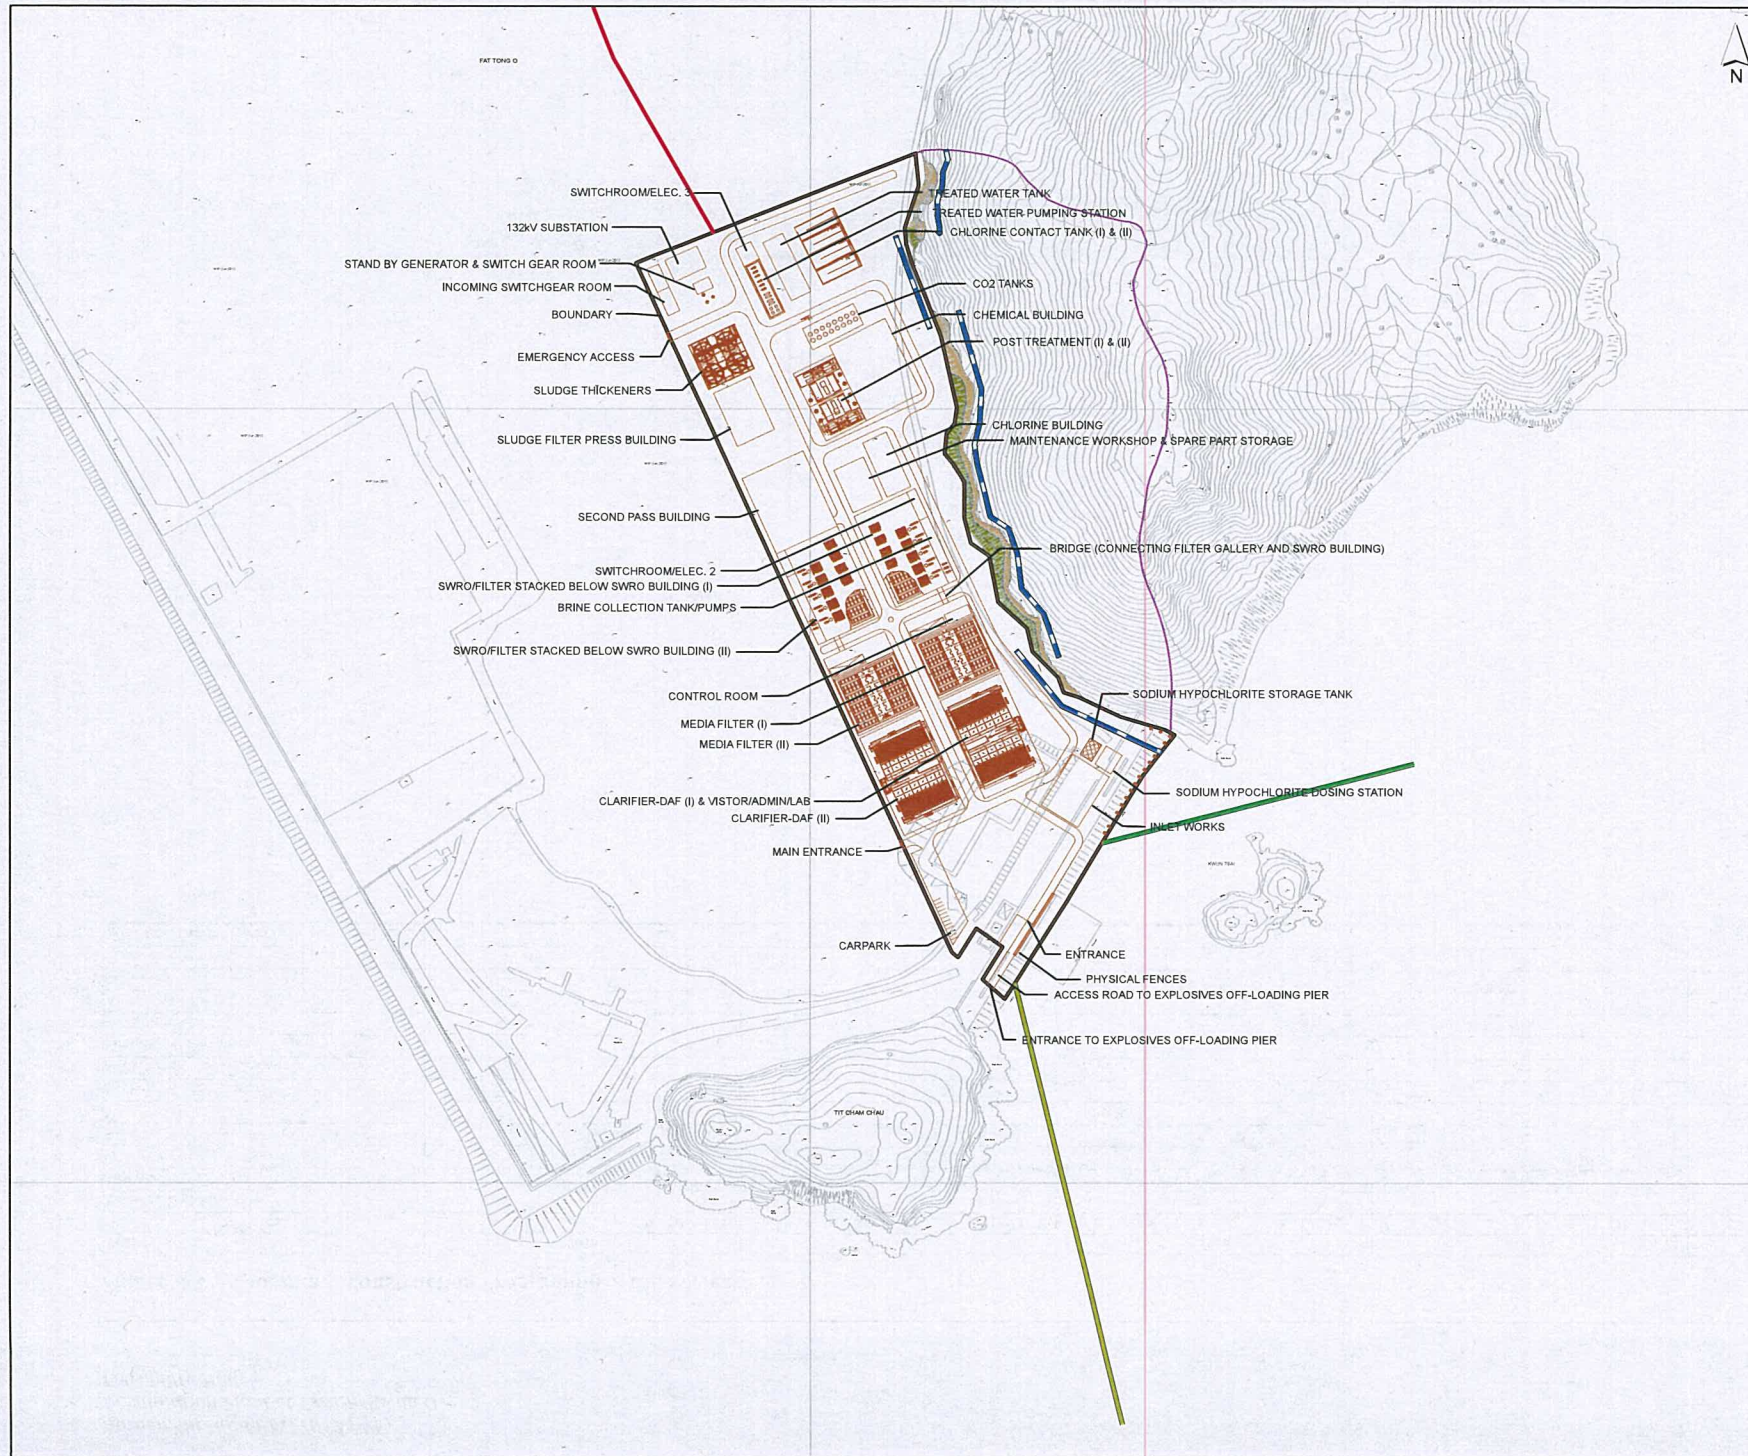 N
FAT TONG O
SWITCHROOM/ELEC. 3
TREATED WATER TANK
TREATED WATER PUMPING STATION
132kV SUBSTATION
CHLORINE CONTACT TANK (I) & (II)
STAND BY GENERATOR & SWITCH GEAR ROOM
INCOMING SWITCHGEAR ROOM
CO2 TANKS
BOUNDARY
CHEMICAL BUILDING
POST TREATMENT (I) & (II)
EMERGENCY ACCESS
SLUDGE THICKENERS
CHLORINE BUILDING
SLUDGE FILTER PRESS BUILDING
MAINTENANCE WORKSHOP & SPARE PART STORAGE
SECOND PASS BUILDING
BRIDGE (CONNECTING FILTER GALLERY AND SWRO BUILDING)
SWITCHROOM/ELEC. 2
SWRO/FILTER STACKED BELOW SWRO BUILDING (I)
BRINE COLLECTION TANK/PUMPS
SWRO/FILTER STACKED BELOW SWRO BUILDING (II)
CONTROL ROOM
SODIUM HYPOCHLORITE STORAGE TANK
MEDIA FILTER (I)
MEDIA FILTER (II)
SODIUM HYPOCHLORITE DOSING STATION
CLARIFIER-DAF (I) & VISTOR/ADMIN/LAB
CLARIFIER-DAF (II)
INLET WORKS
MAIN ENTRANCE
KWUN TSAI
CARPARK
ENTRANCE
PHYSICAL FENCES
ACCESS ROAD TO EXPLOSIVES OFF-LOADING PIER
ENTRANCE TO EXPLOSIVES OFF-LOADING PIER
TIT CHAM CHAU